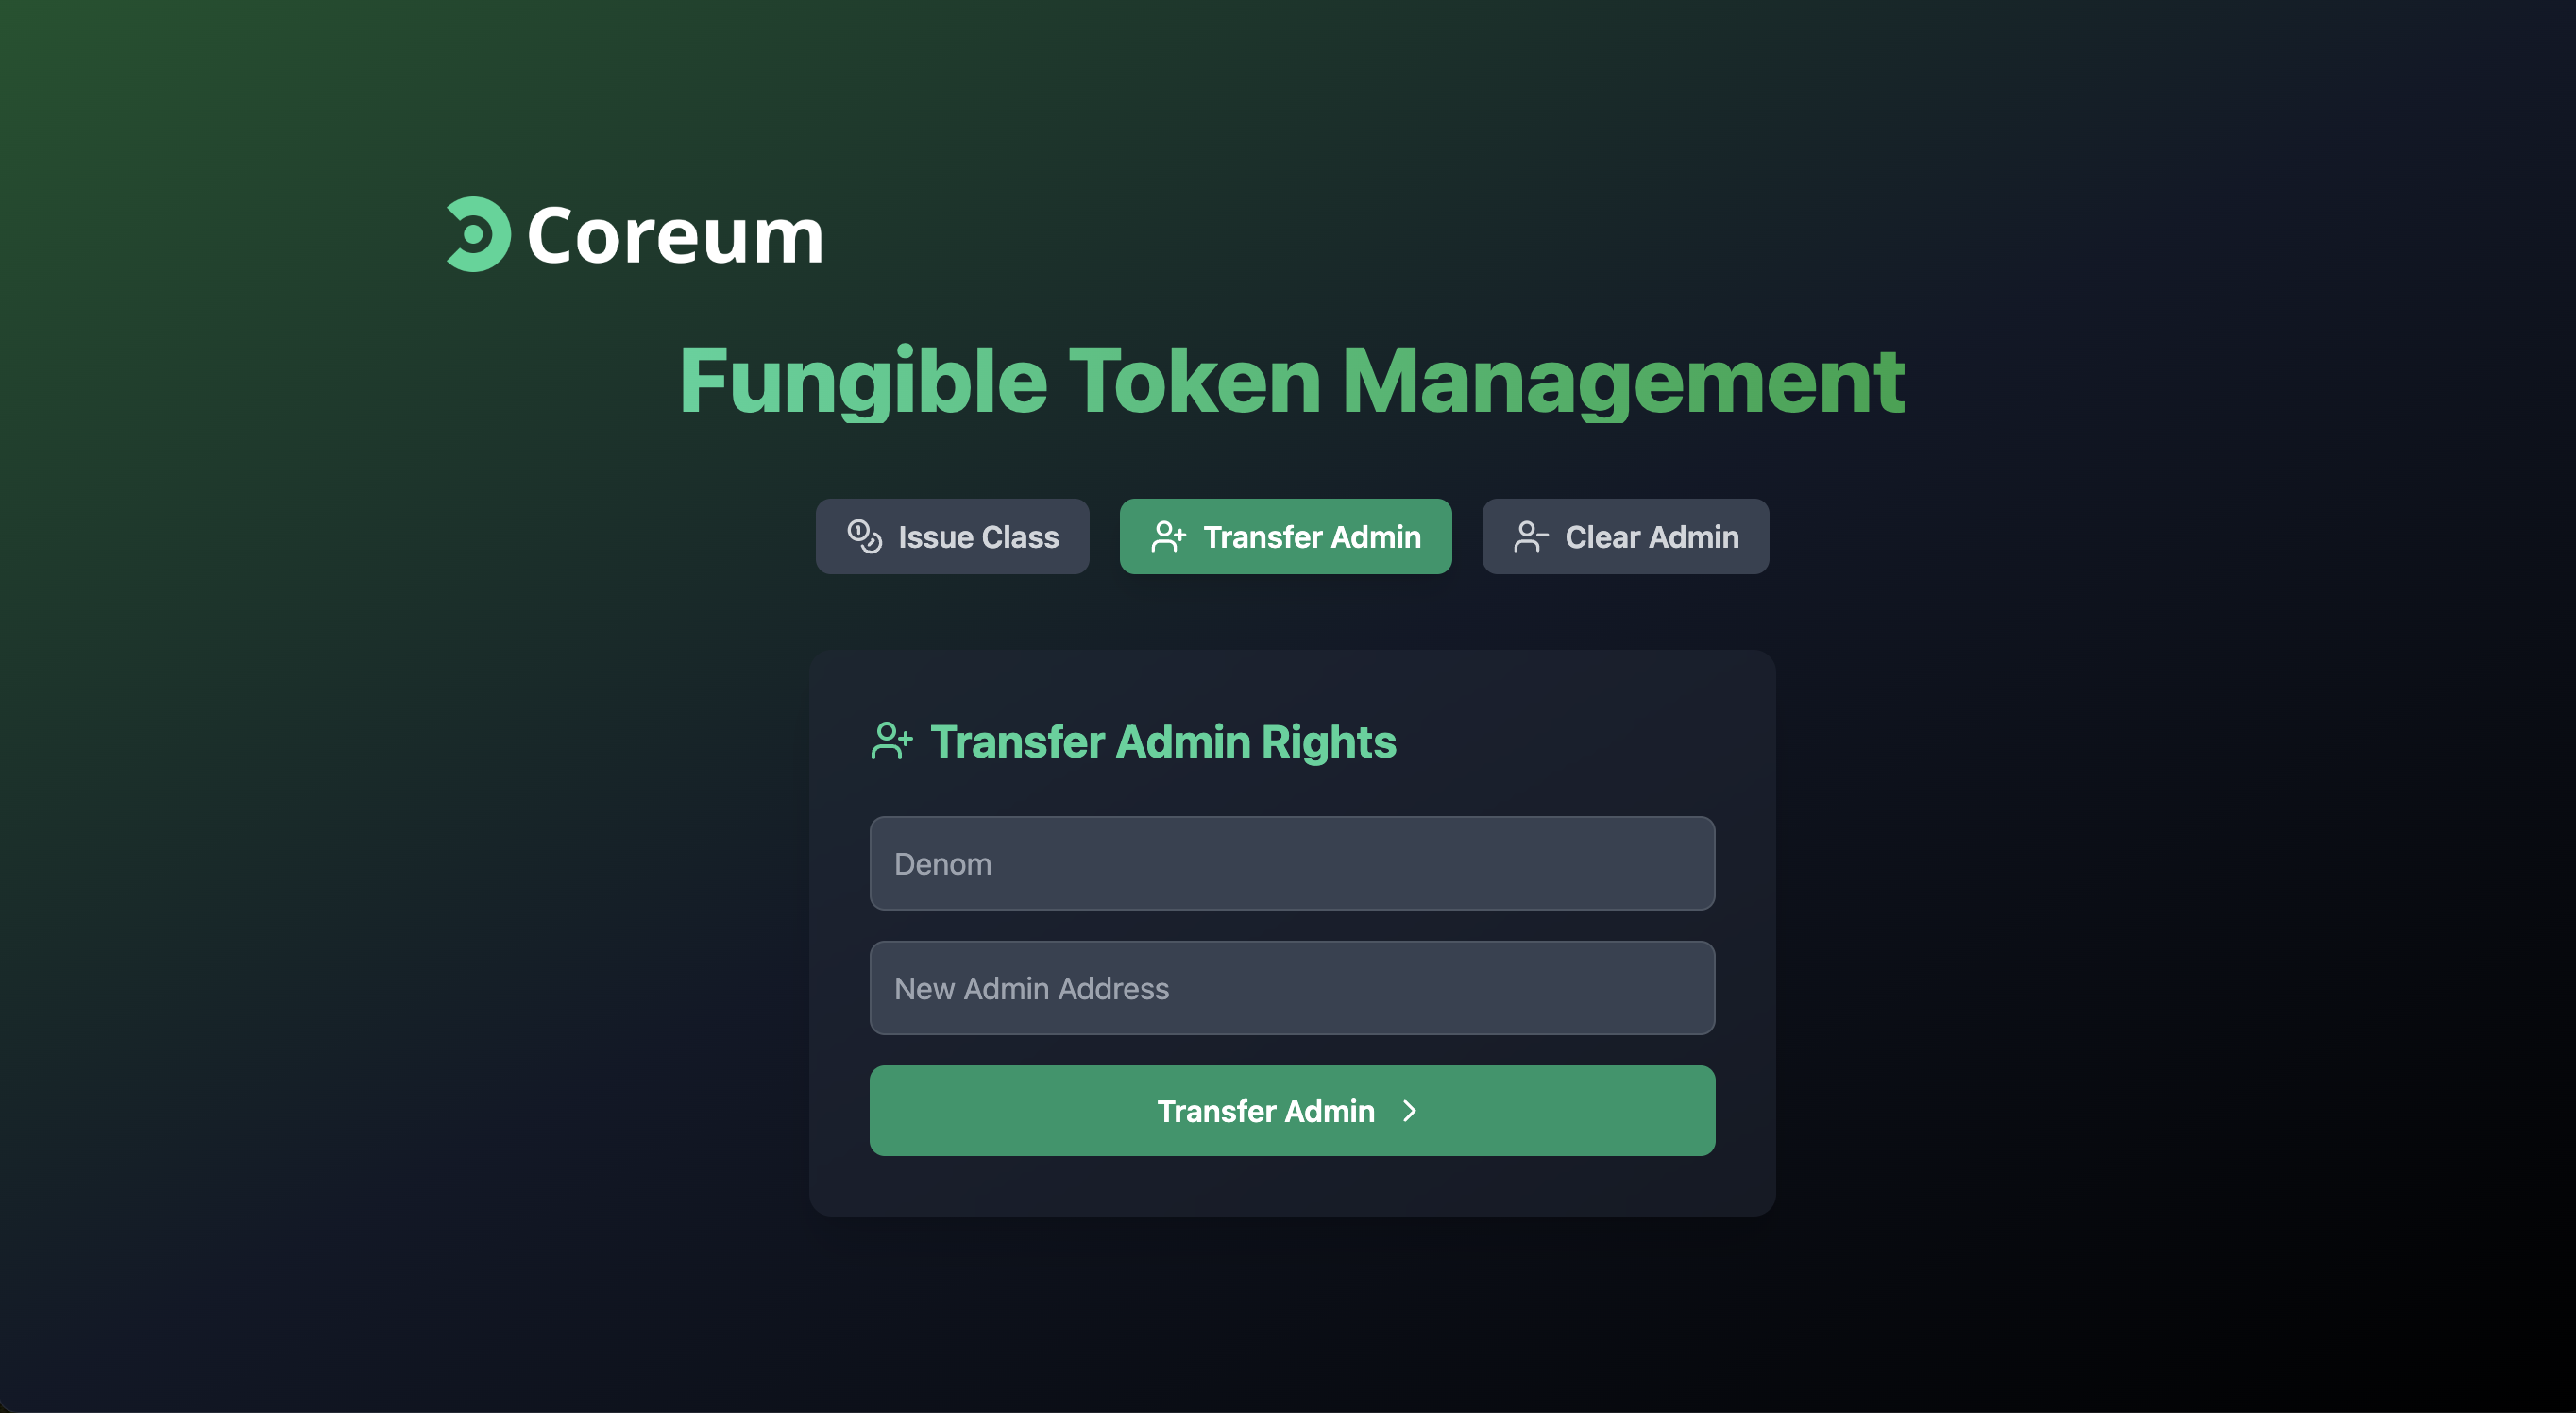 Coreum
Fungible Token Management
Issue Class
Transfer Admin
Clear Admin
Transfer Admin Rights
Denom
New Admin Address
Transfer Admin